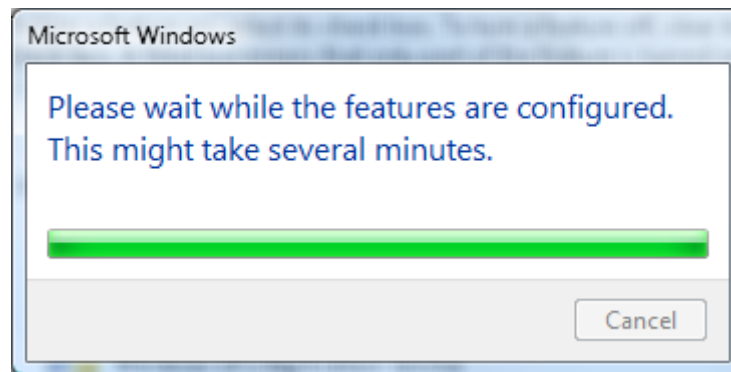 Microsoft Windows
Please wait while the features are configured.
This might take several minutes.
Cancel